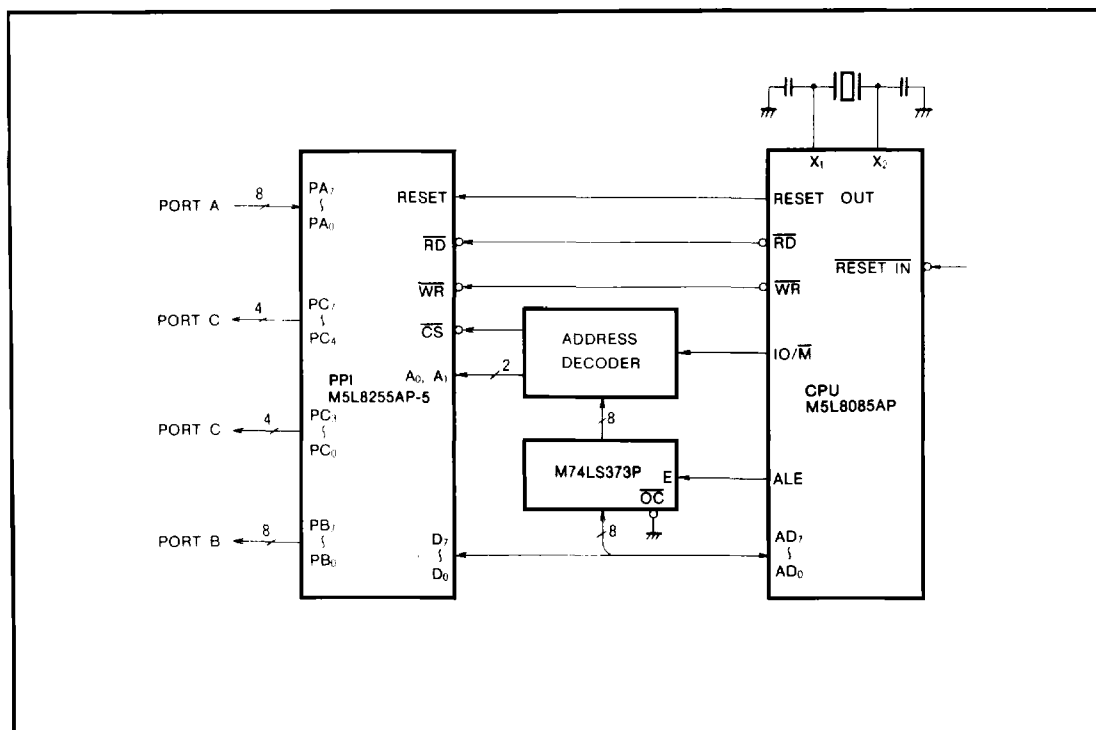 X₁ X₂
PORT A
8
PA₇
PA₀
RESET
RD
WR
CS
A₀, A₁
2
PORT C
4
PC₇
PC₄
PPI
M5L8255AP-5
PORT C
4
PC₃
PC₀
PORT B
8
PB₇
PB₀
D₇
D₀
ADDRESS
DECODER
8
M74LS373P
E
OC
8
RESET OUT
RD
RESET IN
WR
IO/M
CPU
M5L8085AP
ALE
AD₇
AD₀